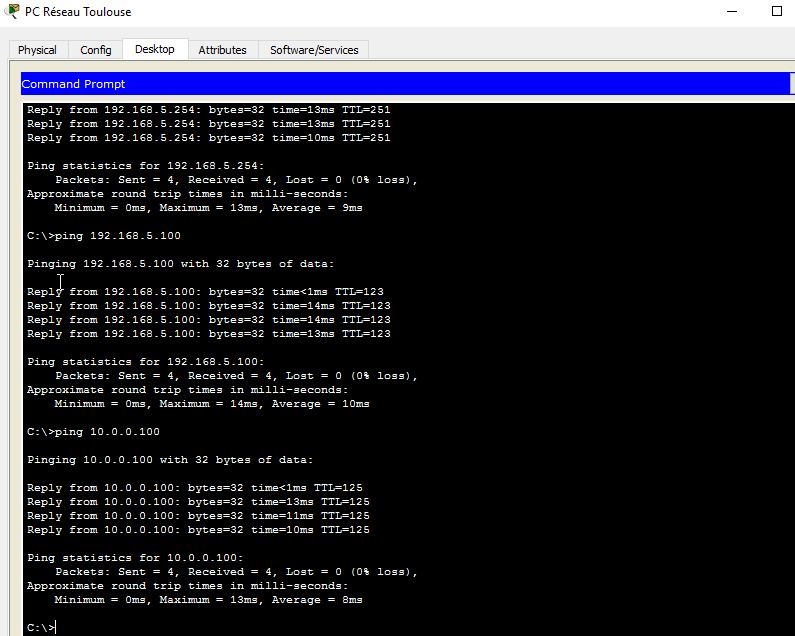 PC Réseau Toulouse
Physical Config Desktop Attributes Software/Services
Command Prompt
Reply from 192.168.5.254: bytes=32 time=13ms TTL=251
Reply from 192.168.5.254: bytes=32 time=13ms TTL=251
Reply from 192.168.5.254: bytes=32 time=10ms TTL=251
Ping statistics for 192.168.5.254:
Packets: Sent = 4, Received = 4, Lost = 0 (0% loss),
Approximate round trip times in milli-seconds:
Minimum = 0ms, Maximum = 13ms, Average = 9ms
C:\>ping 192.168.5.100
Pinging 192.168.5.100 with 32 bytes of data:
Reply from 192.168.5.100: bytes=32 time<1ms TTL=123
Reply from 192.168.5.100: bytes=32 time=14ms TTL=123
Reply from 192.168.5.100: bytes=32 time=14ms TTL=123
Reply from 192.168.5.100: bytes=32 time=13ms TTL=123
Ping statistics for 192.168.5.100:
Packets: Sent = 4, Received = 4, Lost = 0 (0% loss),
Approximate round trip times in milli-seconds:
Minimum = 0ms, Maximum = 14ms, Average = 10ms
C:\>ping 10.0.0.100
Pinging 10.0.0.100 with 32 bytes of data:
Reply from 10.0.0.100: bytes=32 time<1ms TTL=125
Reply from 10.0.0.100: bytes=32 time=13ms TTL=125
Reply from 10.0.0.100: bytes=32 time=11ms TTL=125
Reply from 10.0.0.100: bytes=32 time=10ms TTL=125
Ping statistics for 10.0.0.100:
Packets: Sent = 4, Received = 4, Lost = 0 (0% loss),
Approximate round trip times in milli-seconds:
Minimum = 0ms, Maximum = 13ms, Average = 8ms
C:\>